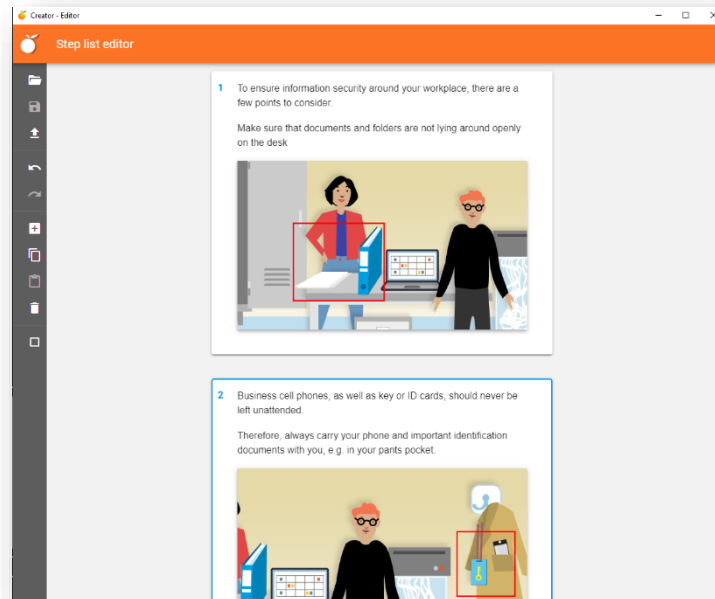 Creator - Editor
Step list editor
1 To ensure information security around your workplace, there are a
few points to consider.
Make sure that documents and folders are not lying around openly
on the desk
2 Business cell phones, as well as key or ID cards, should never be
left unattended.
Therefore, always carry your phone and important identification
documents with you, e.g. in your pants pocket.